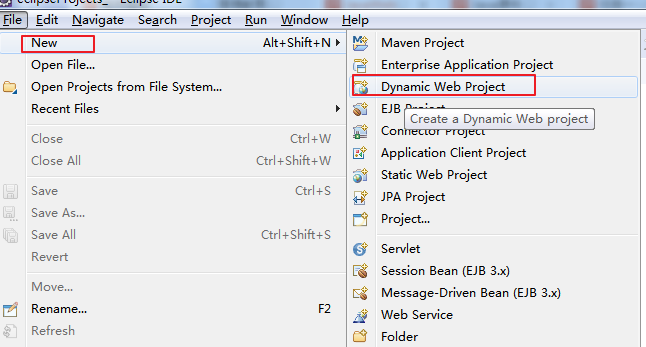 File Edit Navigate Search Project Run Window Help
New Alt+Shift+N
Open File...
Open Projects from File System...
Recent Files
Close Ctrl+W
Close All Ctrl+Shift+W
Save Ctrl+S
Save As...
Save All Ctrl+Shift+S
Revert
Move...
Rename... F2
Refresh
Maven Project
Enterprise Application Project
Dynamic Web Project
EJB Project
Create a Dynamic Web project
Connector Project
Application Client Project
Static Web Project
JPA Project
Project...
Servlet
Session Bean (EJB 3.x)
Message-Driven Bean (EJB 3.x)
Web Service
Folder